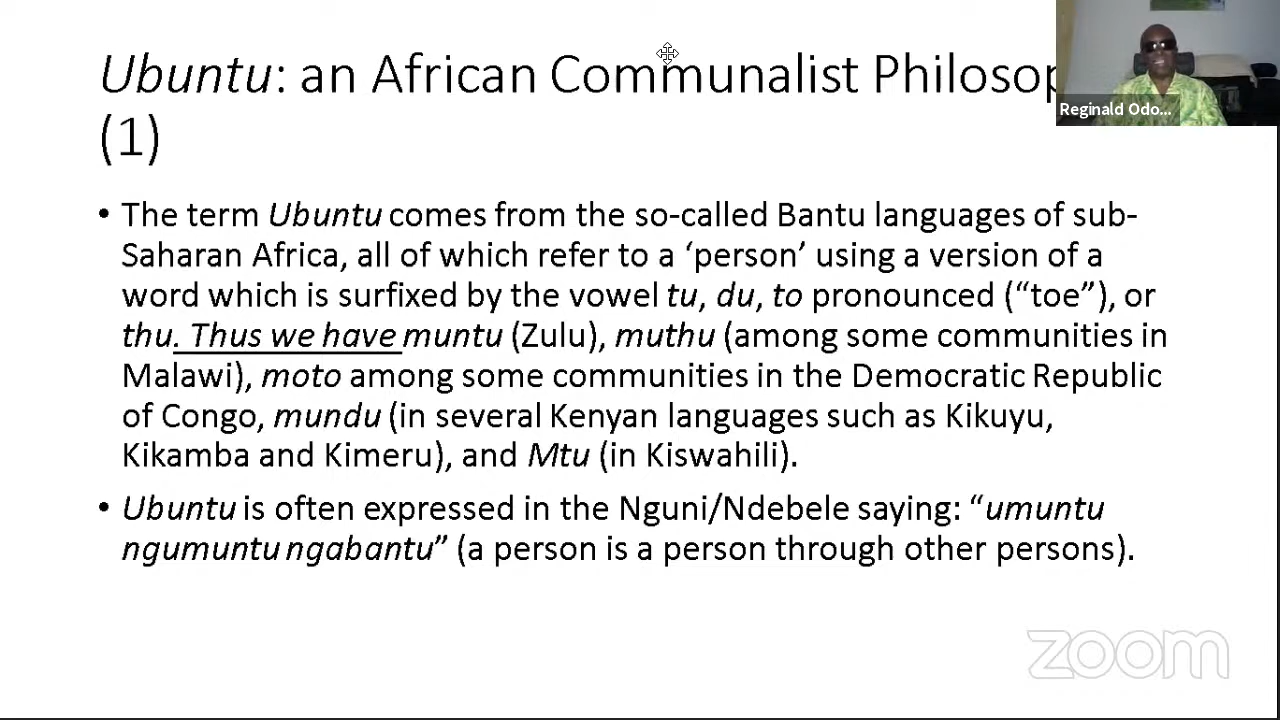 Ubuntu: an African Communalist Philosop
(1)
Reginald Odo...
• The term Ubuntu comes from the so-called Bantu languages of sub-
Saharan Africa, all of which refer to a ‘person’ using a version of a
word which is surfixed by the vowel tu, du, to pronounced (“toe”), or
thu. Thus we have muntu (Zulu), muthu (among some communities in
Malawi), moto among some communities in the Democratic Republic
of Congo, mundu (in several Kenyan languages such as Kikuyu,
Kikamba and Kimeru), and Mtu (in Kiswahili).
• Ubuntu is often expressed in the Nguni/Ndebele saying: “umuntu
ngumuntu ngabantu” (a person is a person through other persons).
zoom